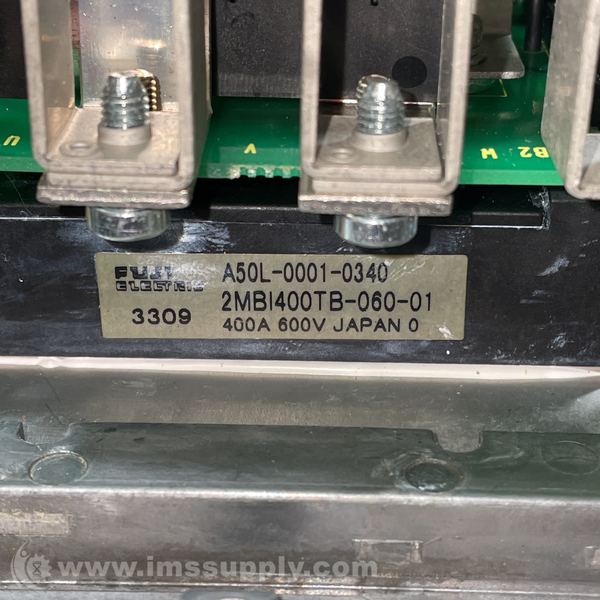 U V B2 W
FUJI ELECTRIC A50L-0001-0340
2MBI400TB-060-01
3309
400A 600V JAPAN 0
www.imssupply.com